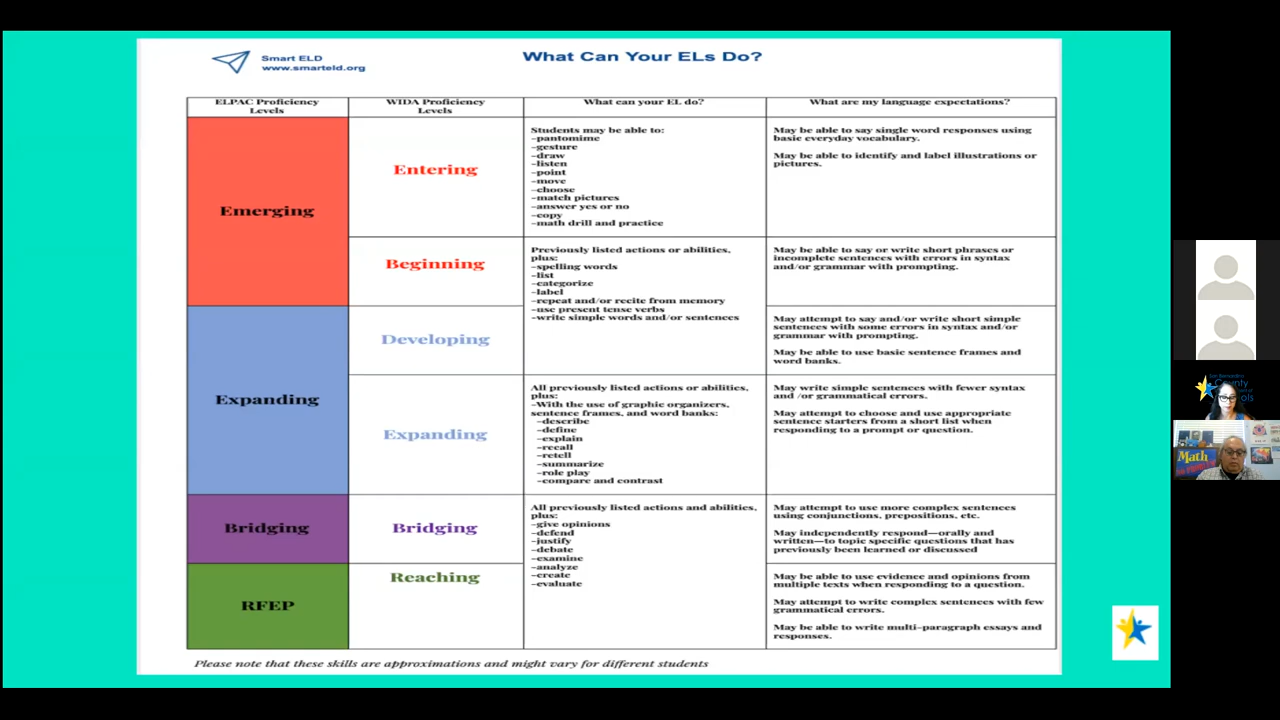 Smart ELD
www.smarteld.org
What Can Your ELs Do?
ELPAC Proficiency
Levels
WIDA Proficiency
Levels
What can your EL do?
What are my language expectations?
Emerging
Entering
Students may be able to:
-pantomime
-gesture
-draw
-listen
-point
-move
-choose
-match pictures
-answer yes or no
-copy
-math drill and practice
May be able to say single word responses using
basic everyday vocabulary.
May be able to identify and label illustrations or
pictures.
Beginning
Previously listed actions or abilities,
plus:
-spelling words
-list
-categorize
-label
-repeat and/or recite from memory
-use present tense verbs
-write simple words and/or sentences
May be able to say or write short phrases or
incomplete sentences with errors in syntax
and/or grammar with prompting.
Expanding
Developing
May attempt to say and/or write short simple
sentences with some errors in syntax and/or
grammar with prompting.
May be able to use basic sentence frames and
word banks.
Expanding
All previously listed actions or abilities,
plus:
-With the use of graphic organizers,
sentence frames, and word banks:
-describe
-define
-explain
-recall
-retell
-summarize
-role play
-compare and contrast
May write simple sentences with fewer syntax
and /or grammatical errors.
May attempt to choose and use appropriate
sentence starters from a short list when
responding to a prompt or question.
Bridging
Bridging
All previously listed actions and abilities,
plus:
-give opinions
-defend
-justify
-debate
-examine
-analyze
-create
-evaluate
May attempt to use more complex sentences
using conjunctions, prepositions, etc.
May independently respond—orally and
written—to topic specific questions that has
previously been learned or discussed
RFEP
Reaching
May be able to use evidence and opinions from
multiple texts when responding to a question.
May attempt to write complex sentences with few
grammatical errors.
May be able to write multi-paragraph essays and
responses.
Please note that these skills are approximations and might vary for different students
San Bernardino
County
Math